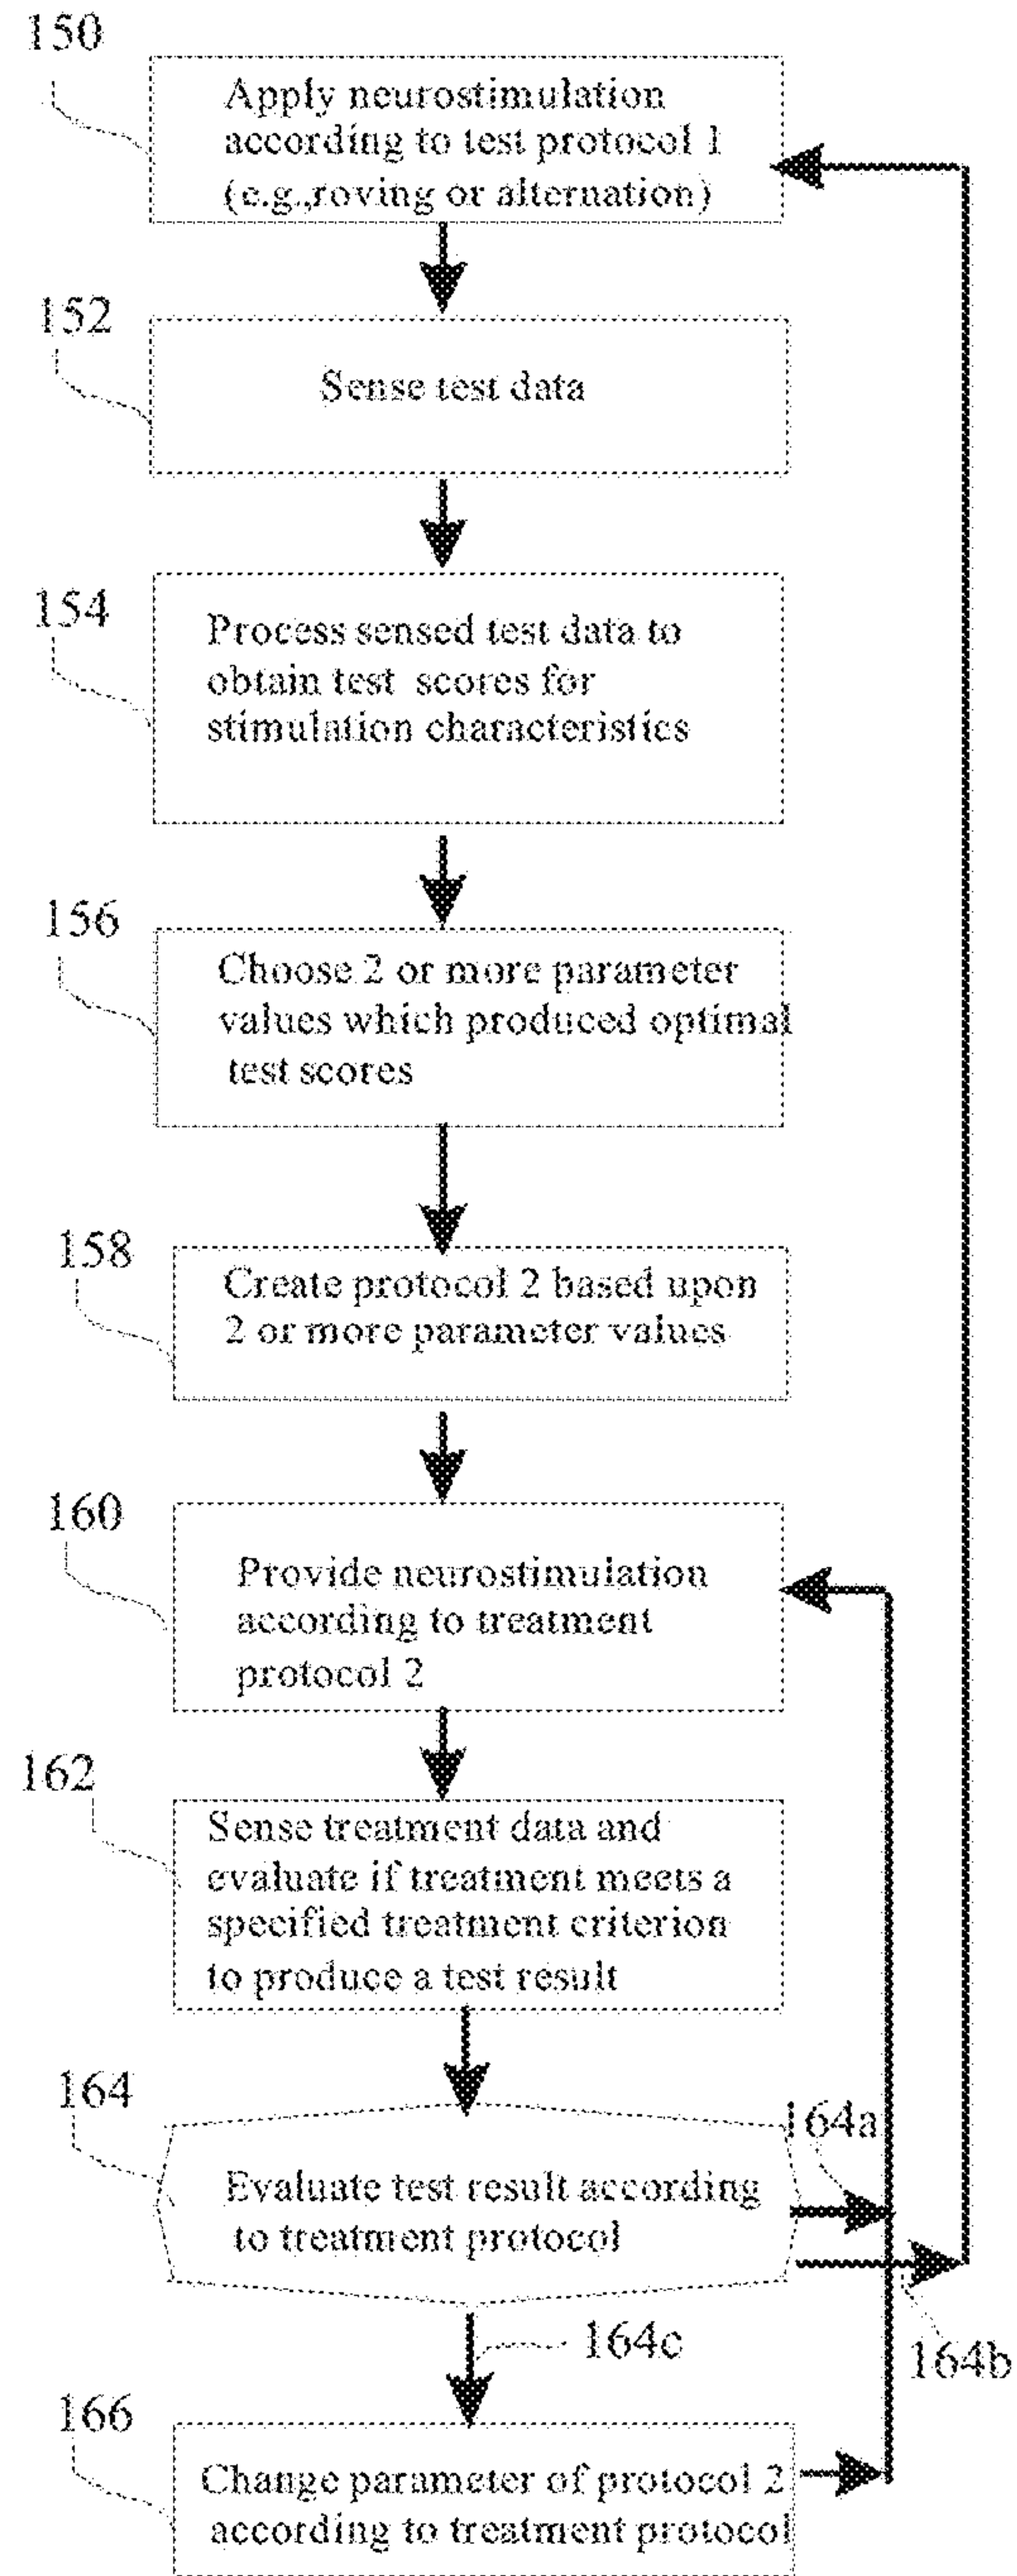 150
Apply neurostimulation
according to test protocol 1
(e.g.,roving or alternation)
152
Sense test data
154
Process sensed test data to
obtain test scores for
stimulation characteristics
156
Choose 2 or more parameter
values which produced optimal
test scores
158
Create protocol 2 based upon
2 or more parameter values
160
Provide neurostimulation
according to treatment
protocol 2
162
Sense treatment data and
evaluate if treatment meets a
specified treatment criterion
to produce a test result
164
164a
Evaluate test result according
to treatment protocol
164c
164b
166
Change parameter of protocol 2
according to treatment protocol